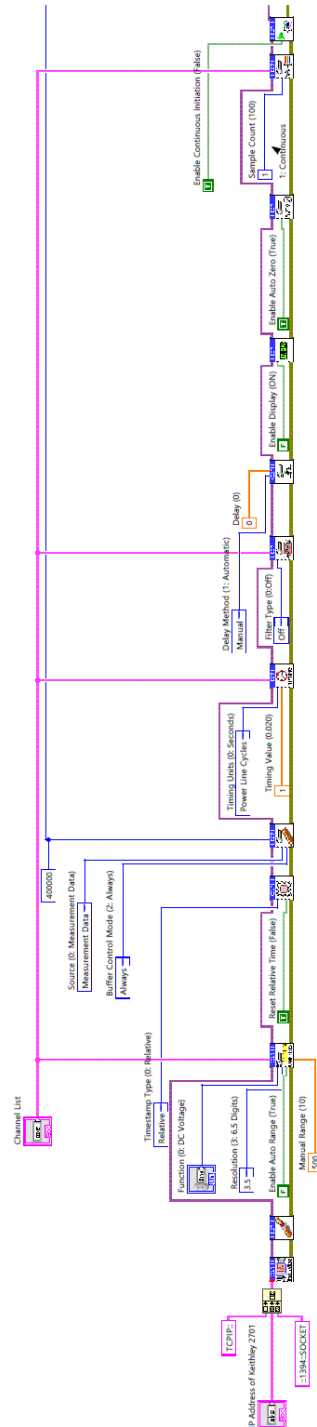 P Address of Keithley 2701
TCPIP::
::1394::SOCKET
Channel List
abc
Function (0: DC Voltage)
Resolution (3: 6.5 Digits)
3.5
Enable Auto Range (True)
F
Manual Range (10)
500
Timestamp Type (0: Relative)
Relative
Reset Relative Time (False)
T
400000
Source (0: Measurement Data)
Measurement Data
Buffer Control Mode (2: Always)
Always
Timing Units (0: Seconds)
Power Line Cycles
Timing Value (0.020)
1
Filter Type (0:Off)
Off
Delay Method (1: Automatic)
Manual
Delay (0)
0
Enable Display (ON)
F
Enable Auto Zero (True)
T
Sample Count (100)
1
1: Continuous
Enable Continuous Initiation (False)
T